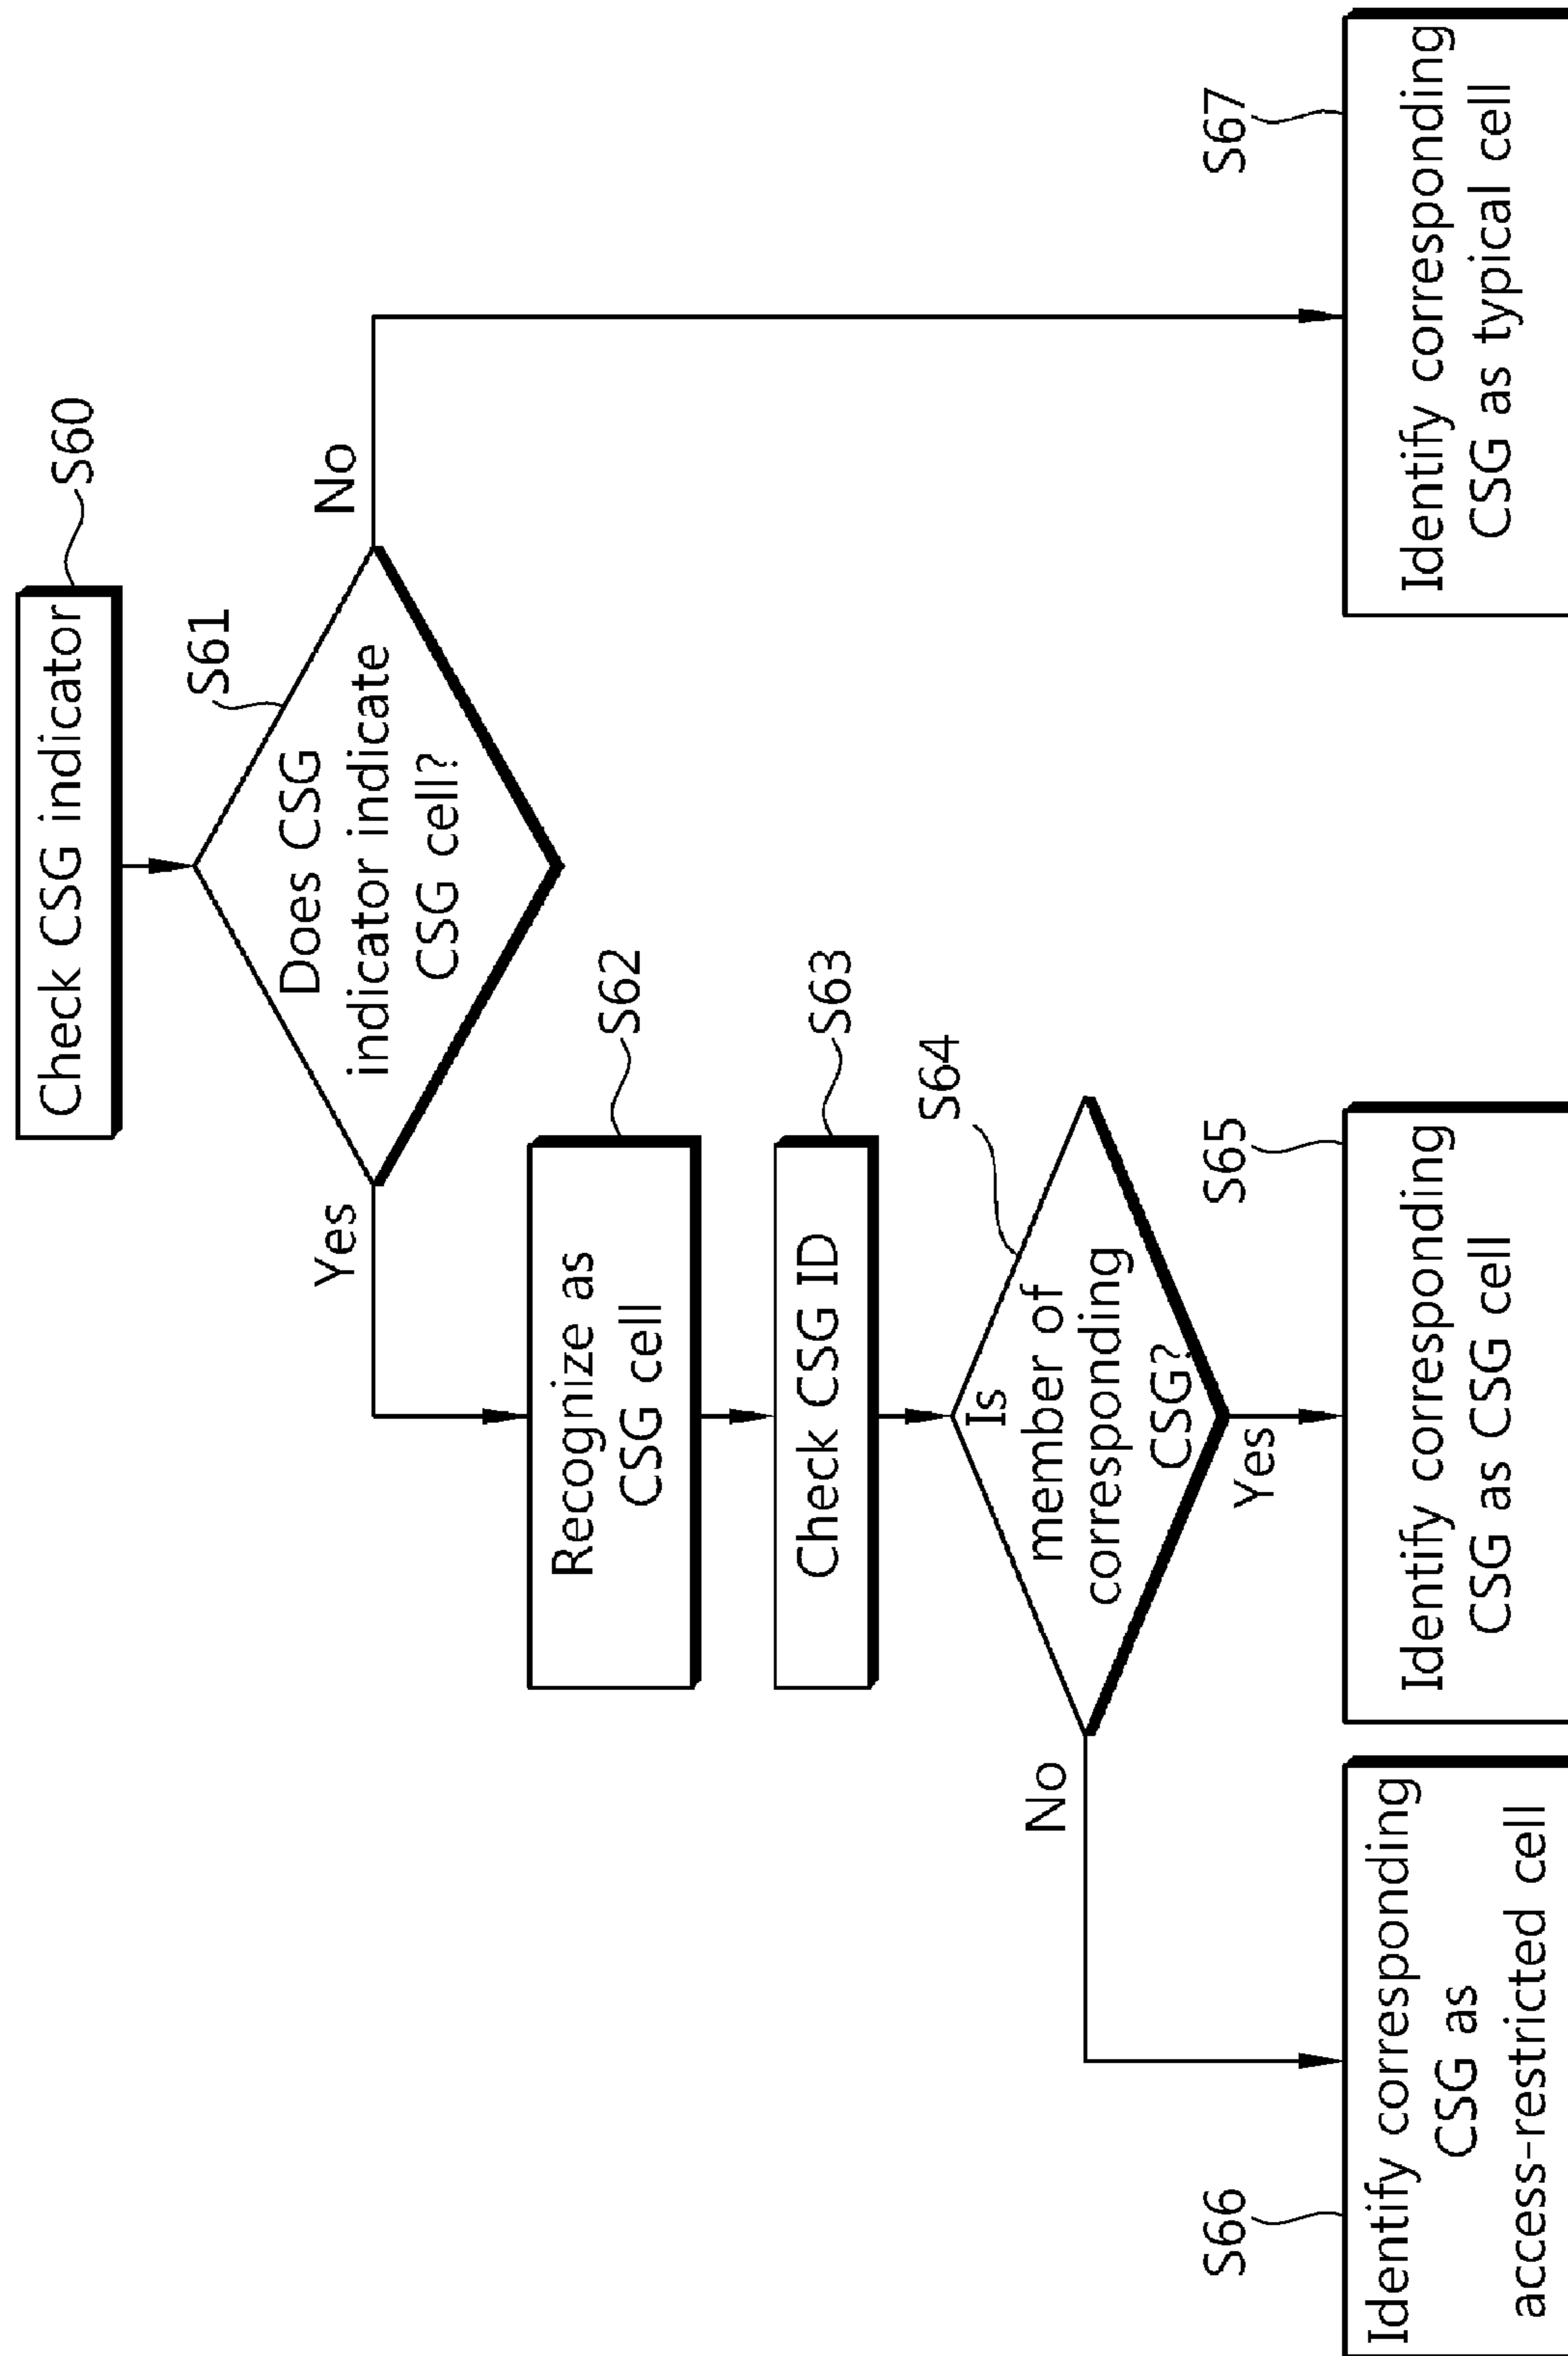 Check CSG indicator
S60
S61
Does CSG
indicator indicate
CSG cell?
Yes
No
Recognize as
CSG cell
S62
Check CSG ID
S63
S64
Is
member of
corresponding
CSG?
No
Yes
S66
Identify corresponding
CSG as
access-restricted cell
S65
Identify corresponding
CSG as CSG cell
S67
Identify corresponding
CSG as typical cell